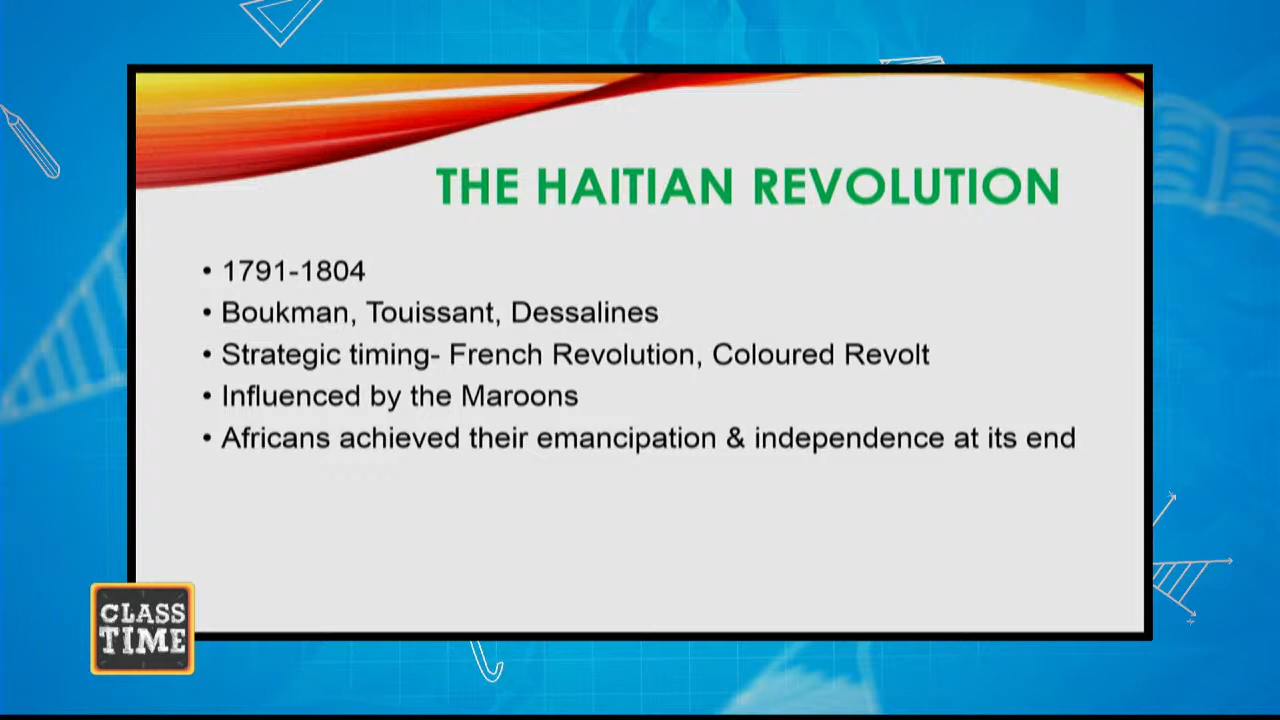 THE HAITIAN REVOLUTION
• 1791-1804
• Boukman, Touissant, Dessalines
• Strategic timing- French Revolution, Coloured Revolt
• Influenced by the Maroons
• Africans achieved their emancipation & independence at its end
CLASS
TIME